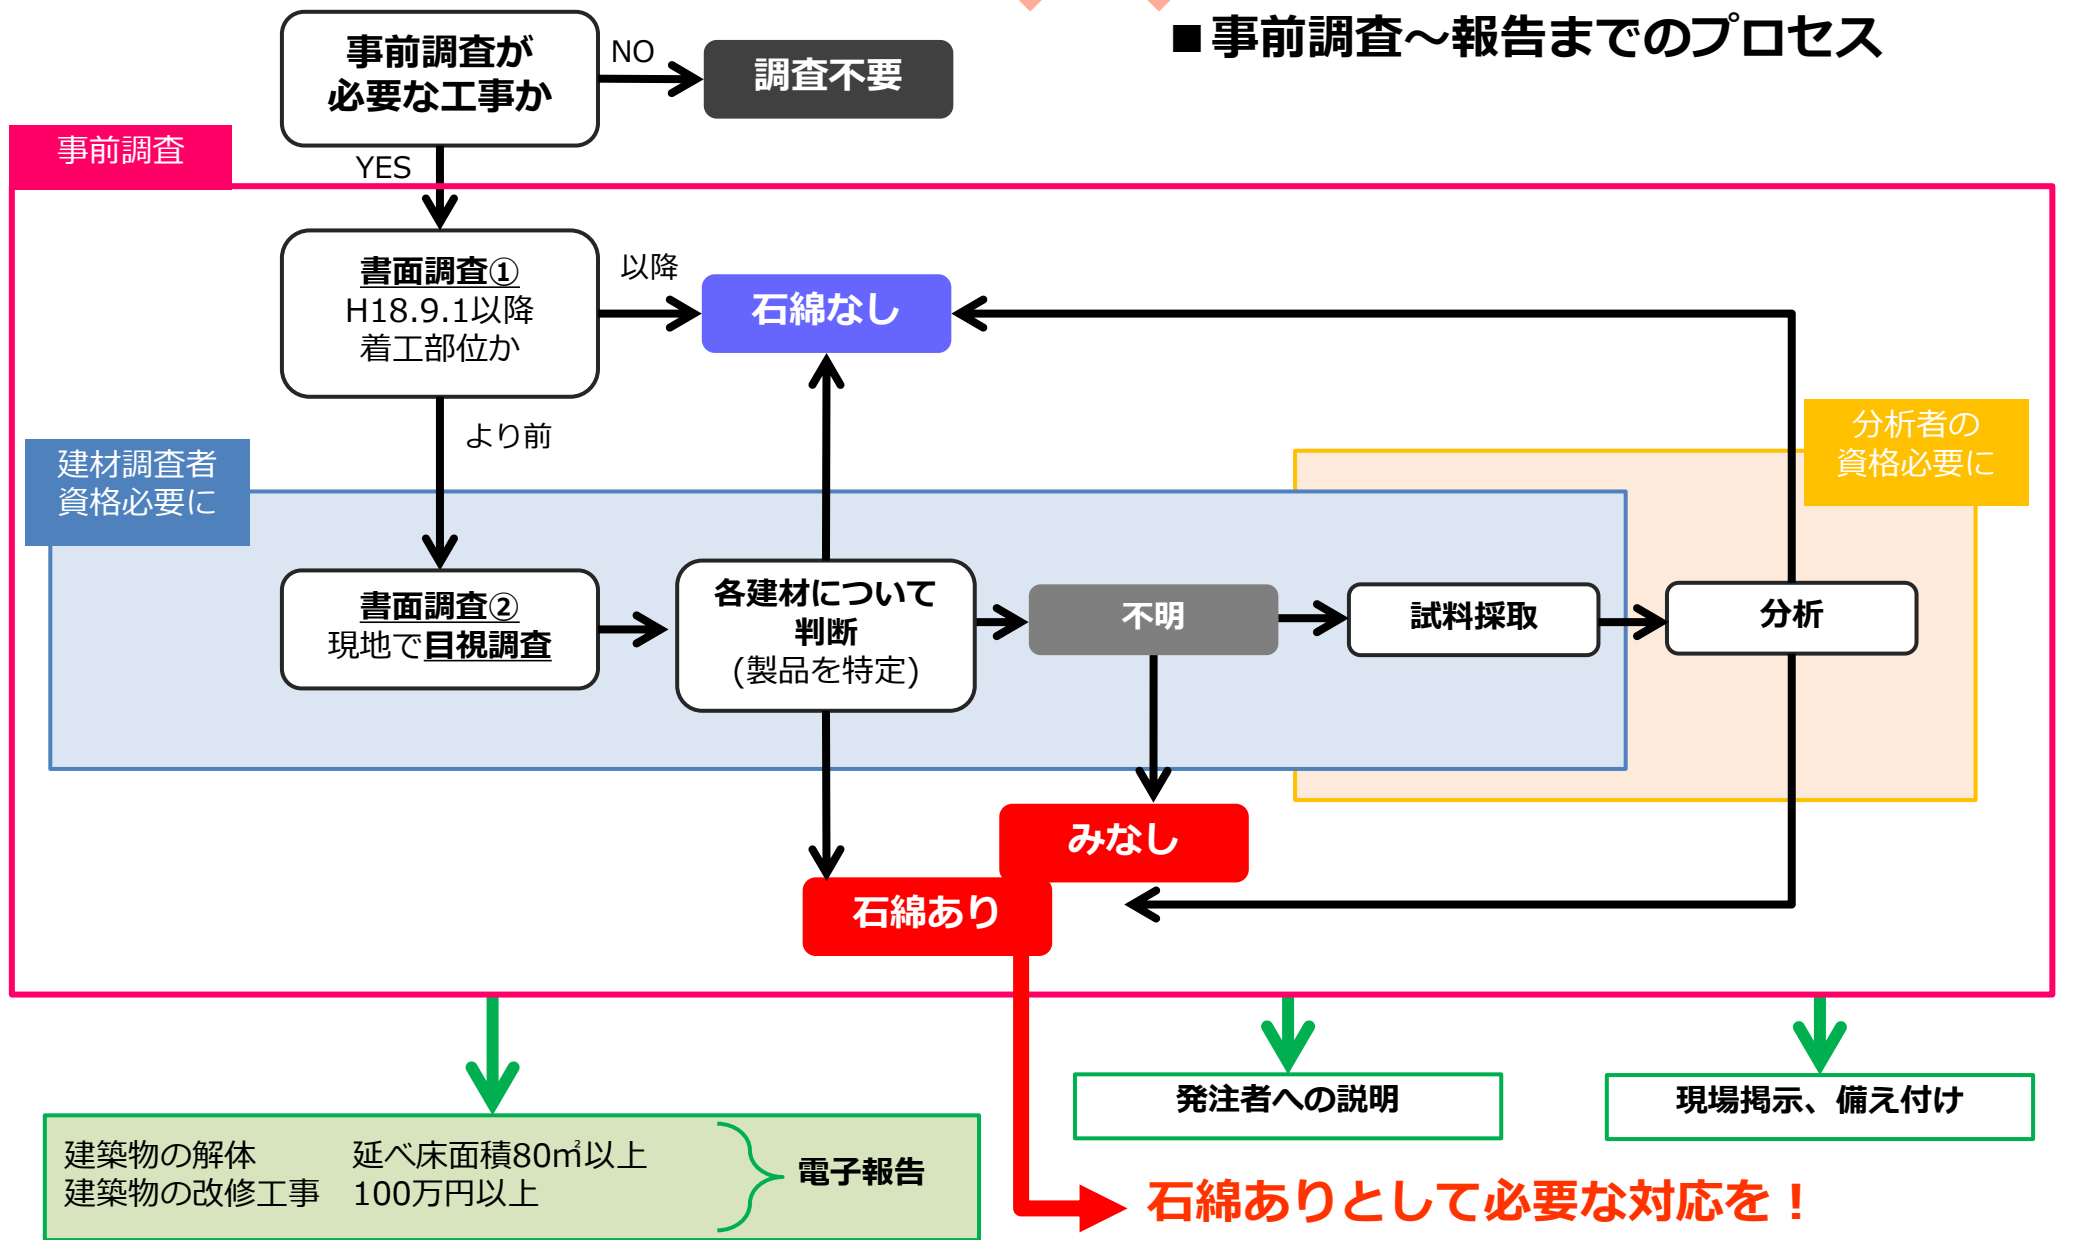 ■事前調査～報告までのプロセス
事前調査が
必要な工事か
NO
調査不要
事前調査
YES
書面調査①
H18.9.1以降
着工部位か
以降
石綿なし
より前
建材調査者
資格必要に
分析者の
資格必要に
書面調査②
現地で目視調査
各建材について
判断
(製品を特定)
不明
試料採取
分析
みなし
石綿あり
建築物の解体 延べ床面積80㎡以上
建築物の改修工事 100万円以上
電子報告
発注者への説明
現場掲示、備え付け
石綿ありとして必要な対応を！